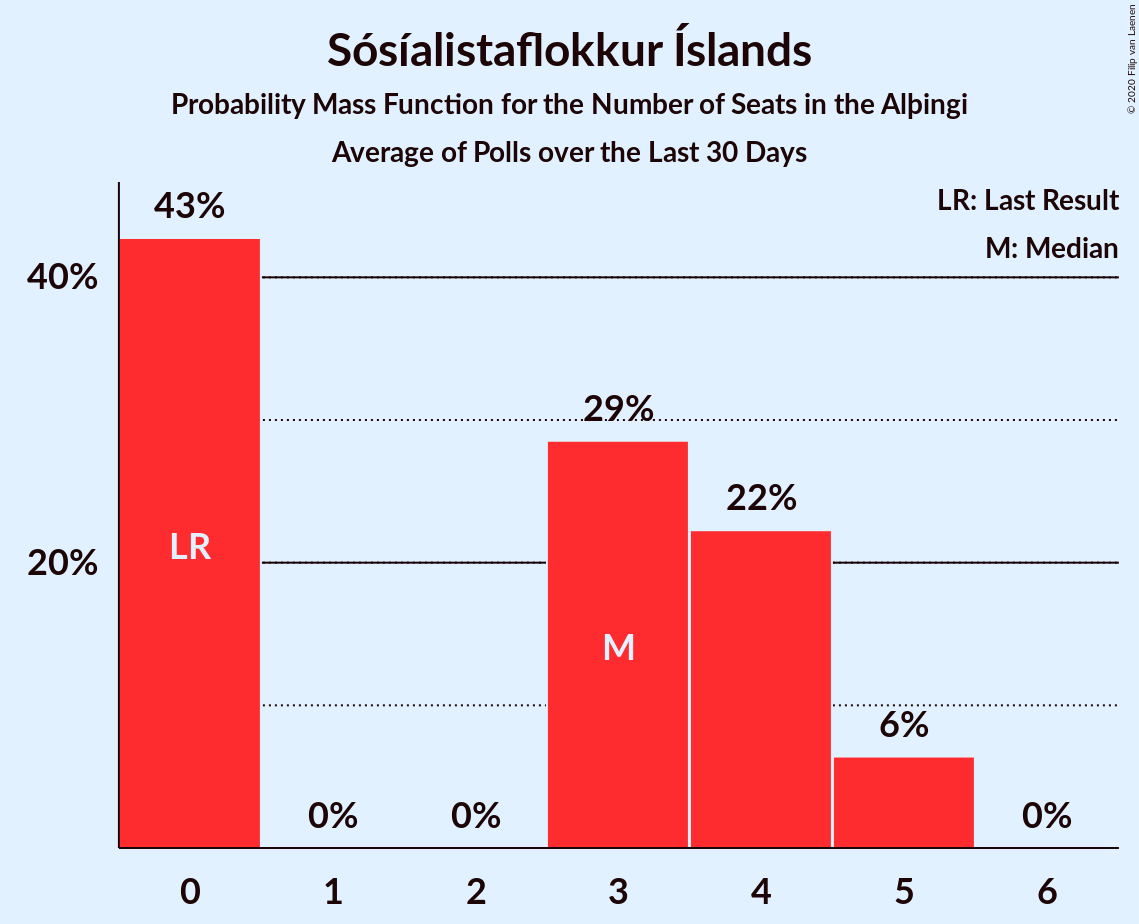 Sósíalistaflokkur Íslands
Probability Mass Function for the Number of Seats in the Alþingi
Average of Polls over the Last 30 Days
© 2020 Filip van Laenen
LR: Last Result
M: Median
43%
40%
29%
22%
20%
LR
M
6%
0%
0%
0%
0 1 2 3 4 5 6